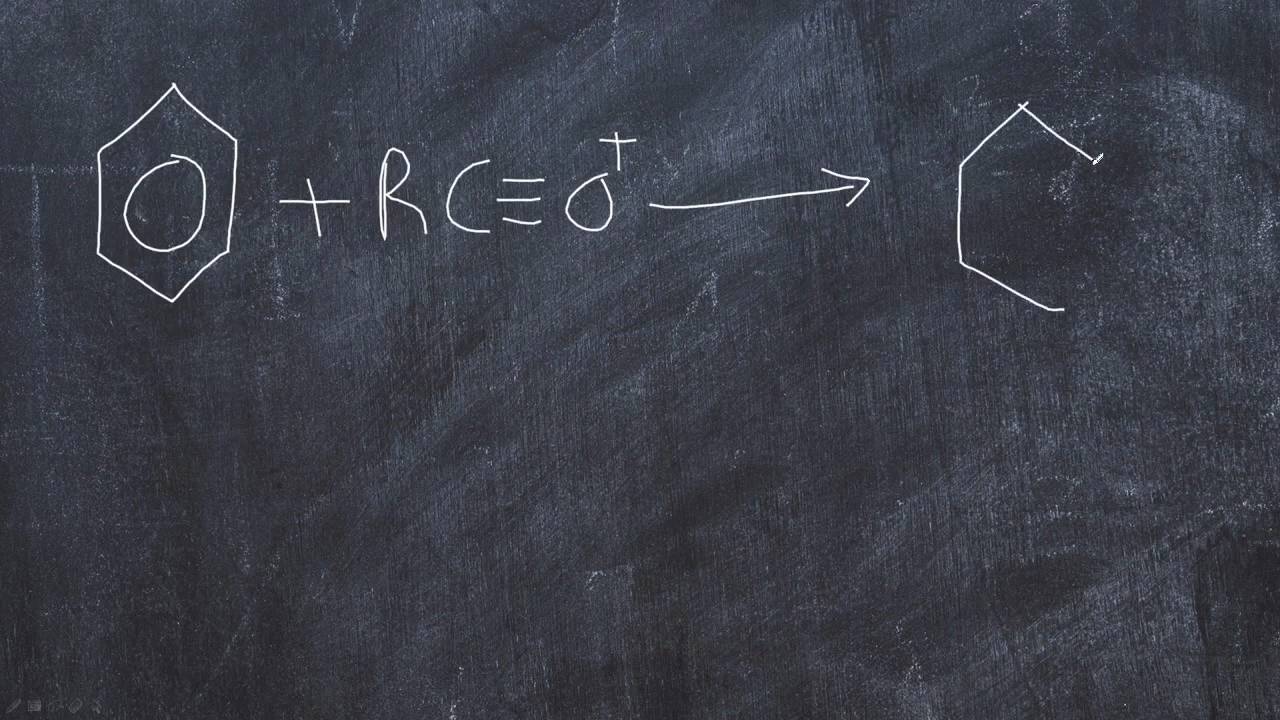 + RC≡O⁺ →